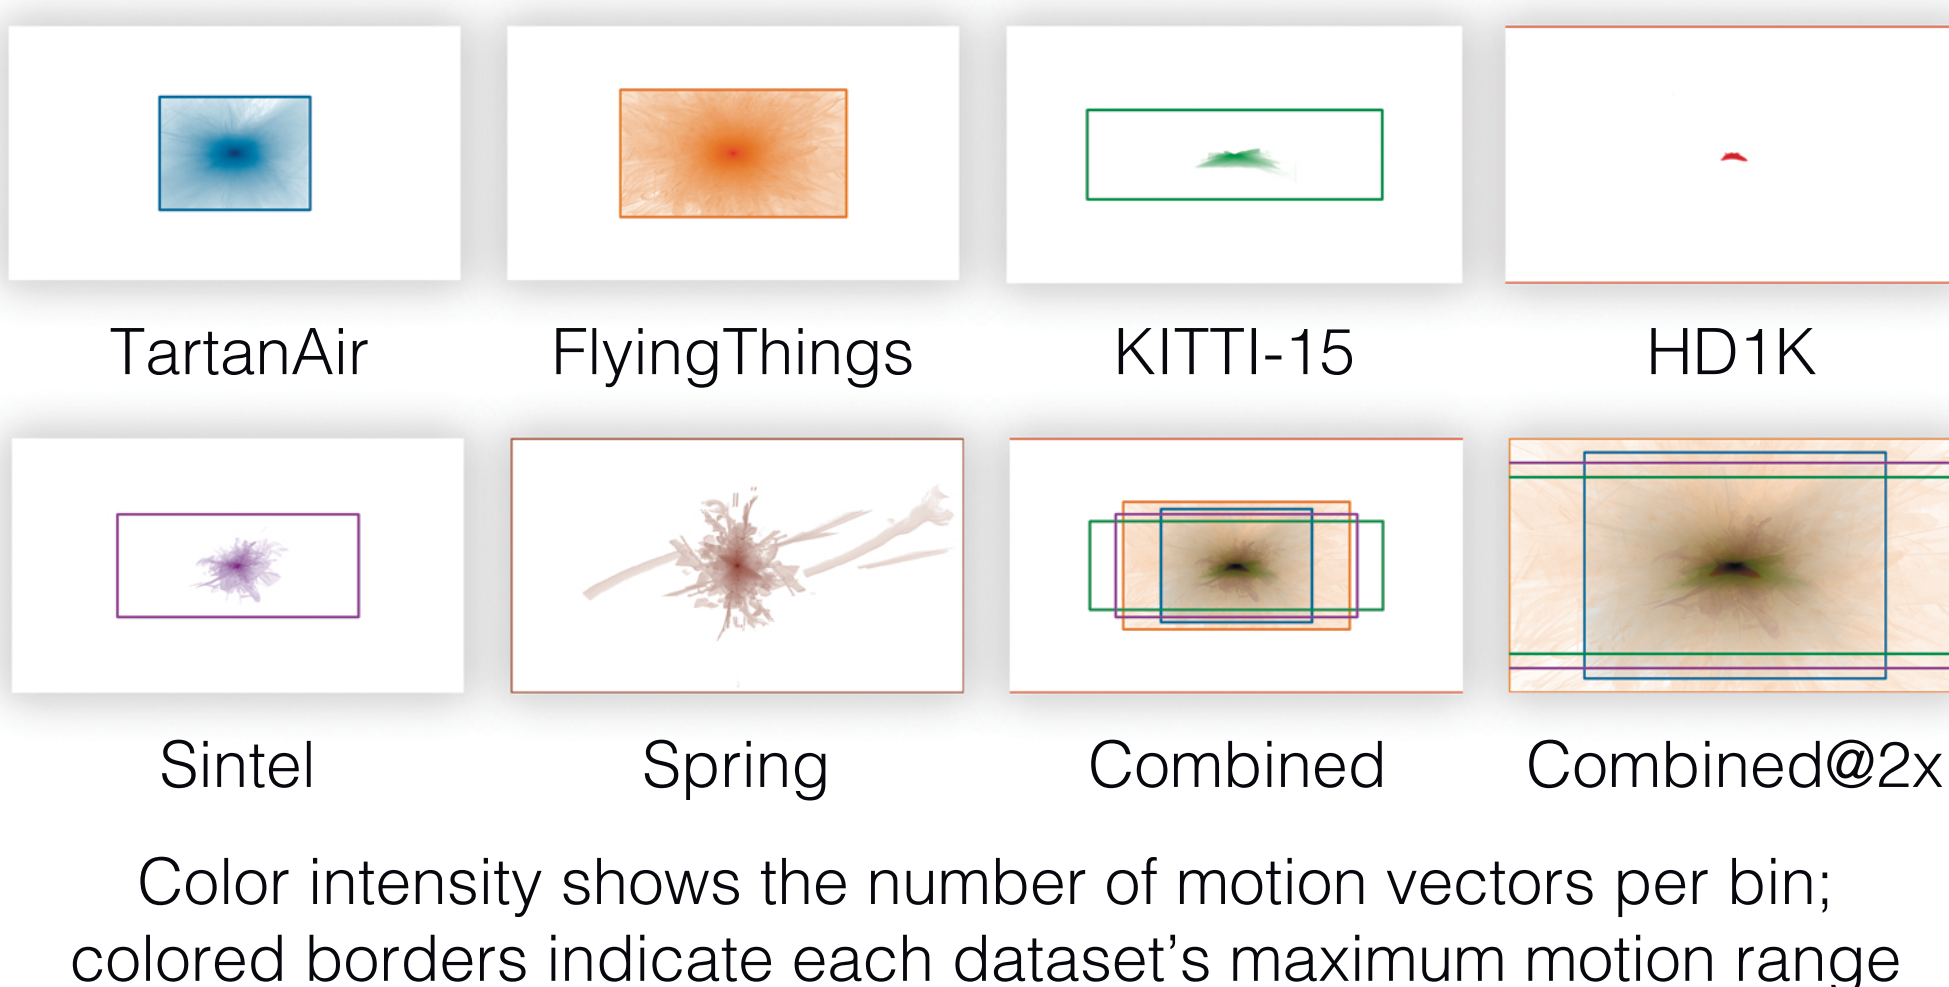 TartanAir FlyingThings KITTI-15 HD1K
Sintel Spring Combined Combined@2x
Color intensity shows the number of motion vectors per bin;
colored borders indicate each dataset's maximum motion range